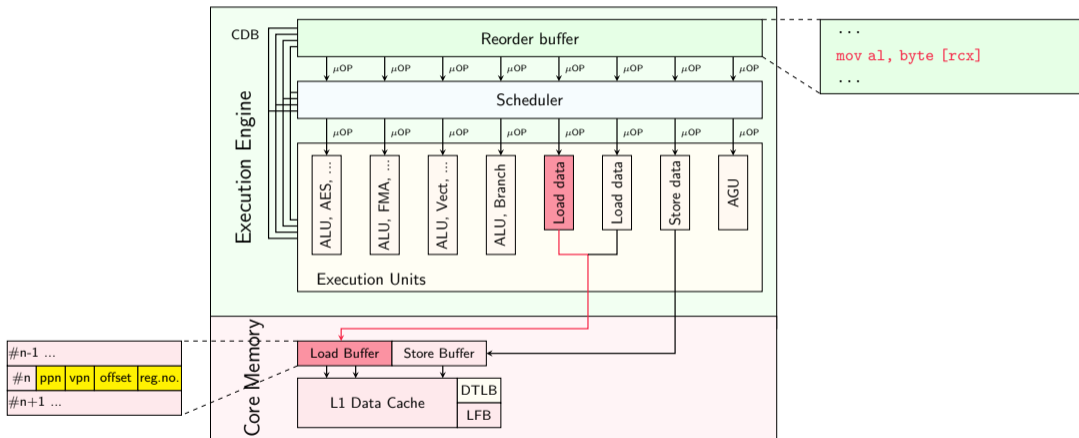 CDB
Reorder buffer
...
mov al, byte [rcx]
...
μOP μOP μOP μOP μOP μOP μOP μOP
Scheduler
μOP μOP μOP μOP μOP μOP μOP μOP
Execution Engine
ALU, AES, ...
ALU, FMA, ...
ALU, Vect, ...
ALU, Branch
Load data
Load data
Store data
AGU
Execution Units
Core Memory
#n-1 ...
#n ppn vpn offset reg.no.
#n+1 ...
Load Buffer Store Buffer
L1 Data Cache
DTLB
LFB